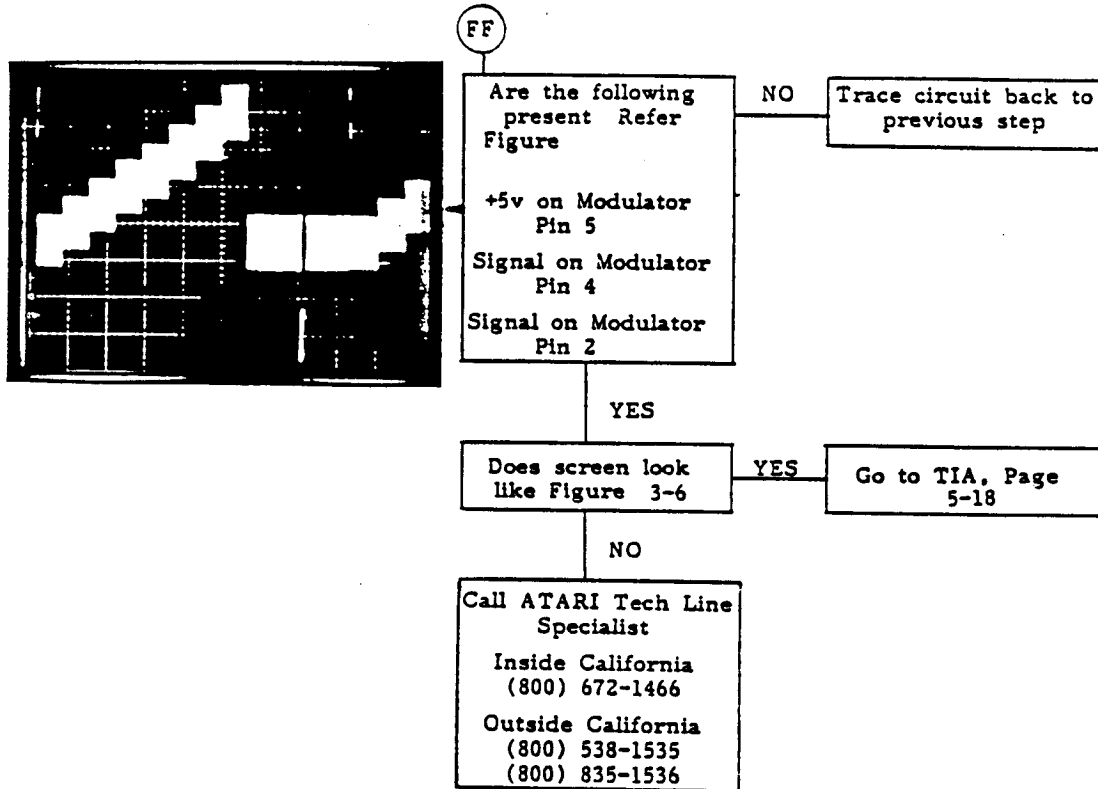 FF
Are the following
present Refer
Figure
+5v on Modulator
Pin 5
Signal on Modulator
Pin 4
Signal on Modulator
Pin 2
NO
Trace circuit back to
previous step
YES
Does screen look
like Figure 3-6
YES
Go to TIA, Page
5-18
NO
Call ATARI Tech Line
Specialist
Inside California
(800) 672-1466
Outside California
(800) 538-1535
(800) 835-1536